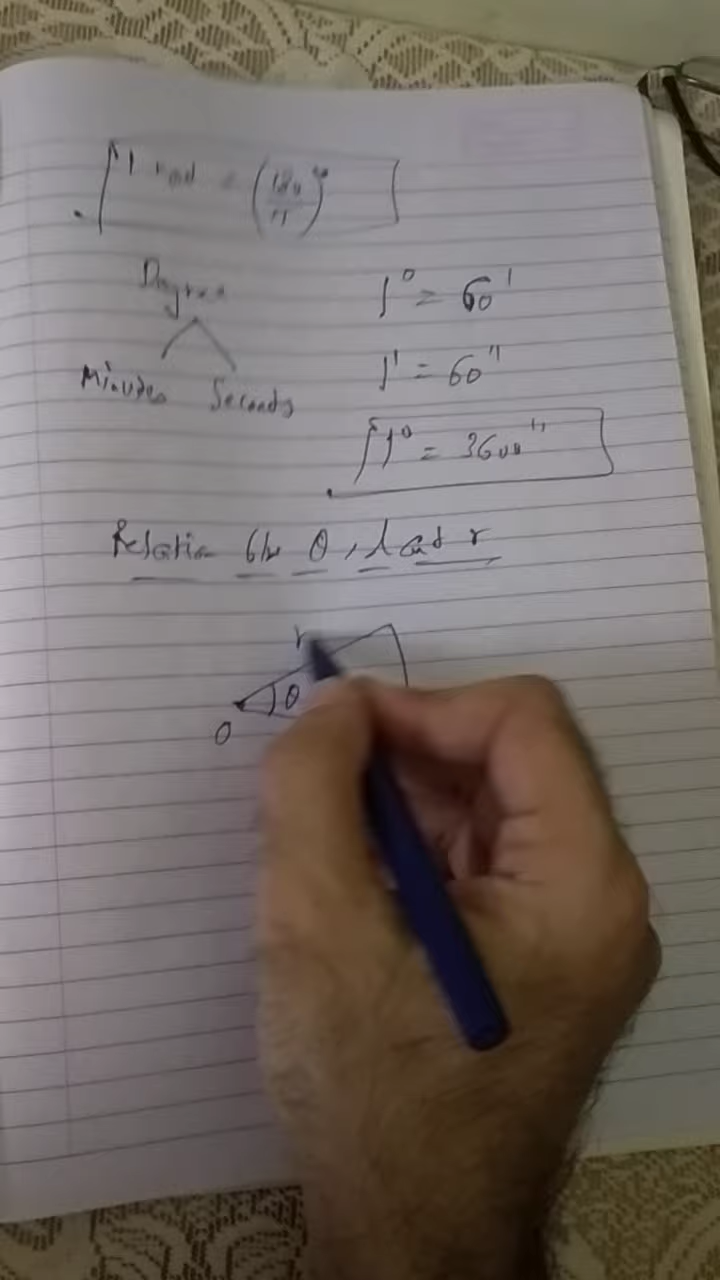 1 rad = (180/π)°
Degree
1° = 60'
Minutes Seconds
1' = 60"
1° = 3600"
Relation b/w θ, l and r
r
θ
O